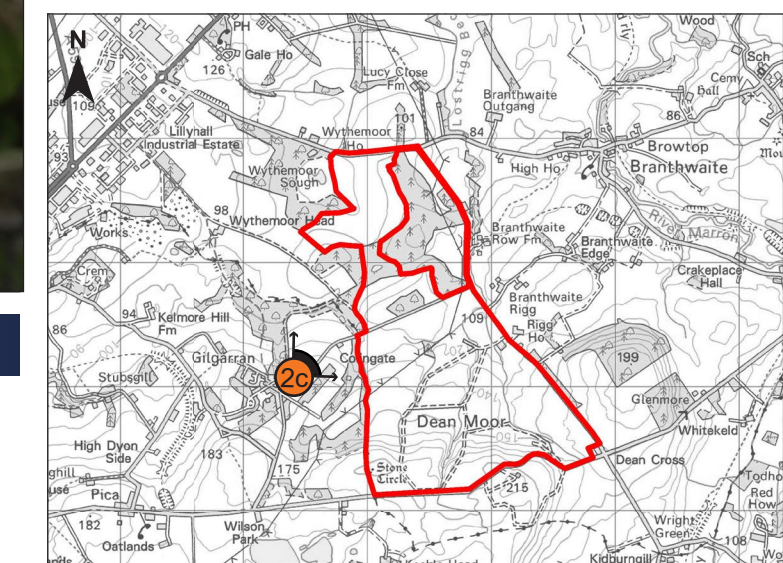 N
PH
Wood
Gale Ho
126
120
Lucy Close
Fm
Sch
Cemy
Lostrigg
Branthwaite
Outgang
109
101
86
Lillyhall
Industrial Estate
Wythemoor
Ho
84
Browtop
93
High Ho
Branthwaite
Wythemoor
Sough
98
Wythemoor Head
River Marron
Works
Branthwaite
Row Fm
Branthwaite
Edge
Crem
Crakeplace
Hall
94
Kelmore Hill
Fm
Branthwaite
Rigg
109
86
Rigg
Ho
Gilgarran
199
Stubsgill
2c
Glenmore
Dean Moor
Whitekeld
High Dyon
Side
183
Dean Cross
175
Stone
Circle
Pica
215
Red
How
182
Wilson
Park
Oatlands
Wright
Green
108
Kidburngill